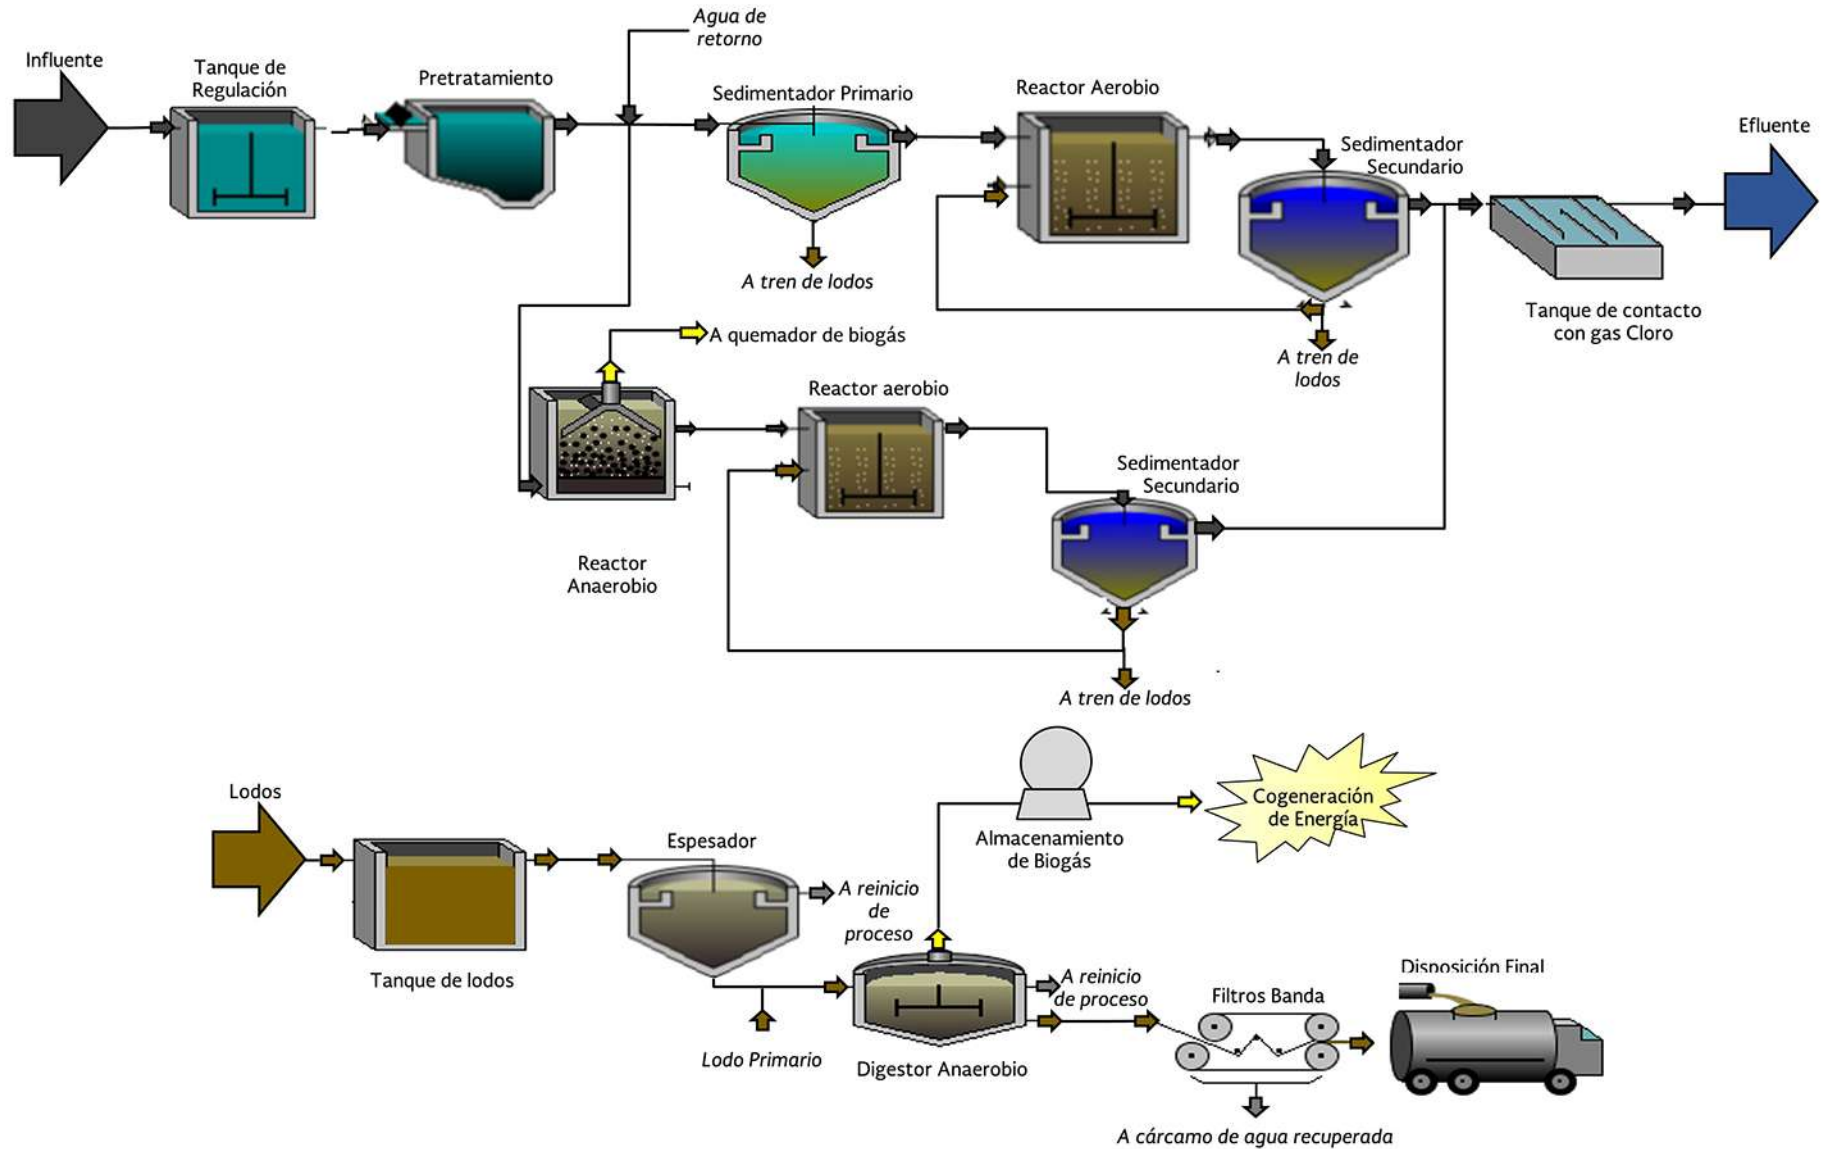 Agua de
retorno
Influente
Tanque de
Regulación
Pretratamiento
Sedimentador Primario
Reactor Aerobio
Sedimentador
Secundario
Efluente
A tren de lodos
Tanque de contacto
con gas Cloro
A tren de
lodos
A quemador de biogás
Reactor aerobio
Sedimentador
Secundario
Reactor
Anaerobio
A tren de lodos
Lodos
Cogeneración
de Energía
Espesador
Almacenamiento
de Biogás
A reinicio
de
proceso
Tanque de lodos
A reinicio
de proceso
Disposición Final
Filtros Banda
Lodo Primario
Digestor Anaerobio
A cárcamo de agua recuperada